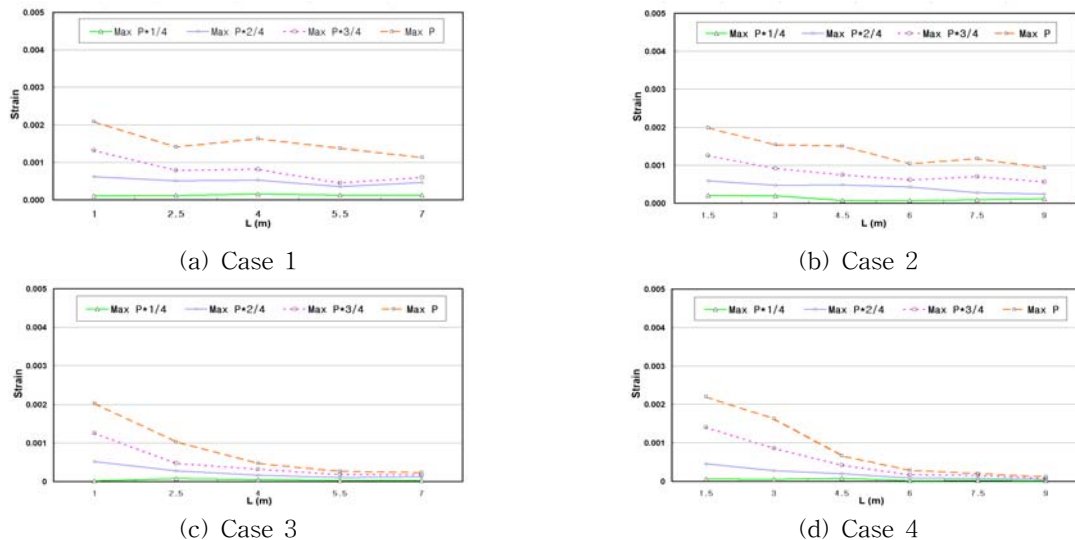 0.005
0.004
0.003
0.002
0.001
0.000
Strain
Max P*1/4 Max P*2/4 Max P*3/4 Max P
1 2.5 4 5.5 7
L (m)
(a) Case 1
0.005
0.004
0.003
0.002
0.001
0.000
Strain
Max P*1/4 Max P*2/4 Max P*3/4 Max P
1.5 3 4.5 6 7.5 9
L (m)
(b) Case 2
0.005
0.004
0.003
0.002
0.001
0
Strain
Max P*1/4 Max P*2/4 Max P*3/4 Max P
1 2.5 4 5.5 7
L (m)
(c) Case 3
0.005
0.004
0.003
0.002
0.001
0
Strain
Max P*1/4 Max P*2/4 Max P*3/4 Max P
1.5 3 4.5 6 7.5 9
L (m)
(d) Case 4